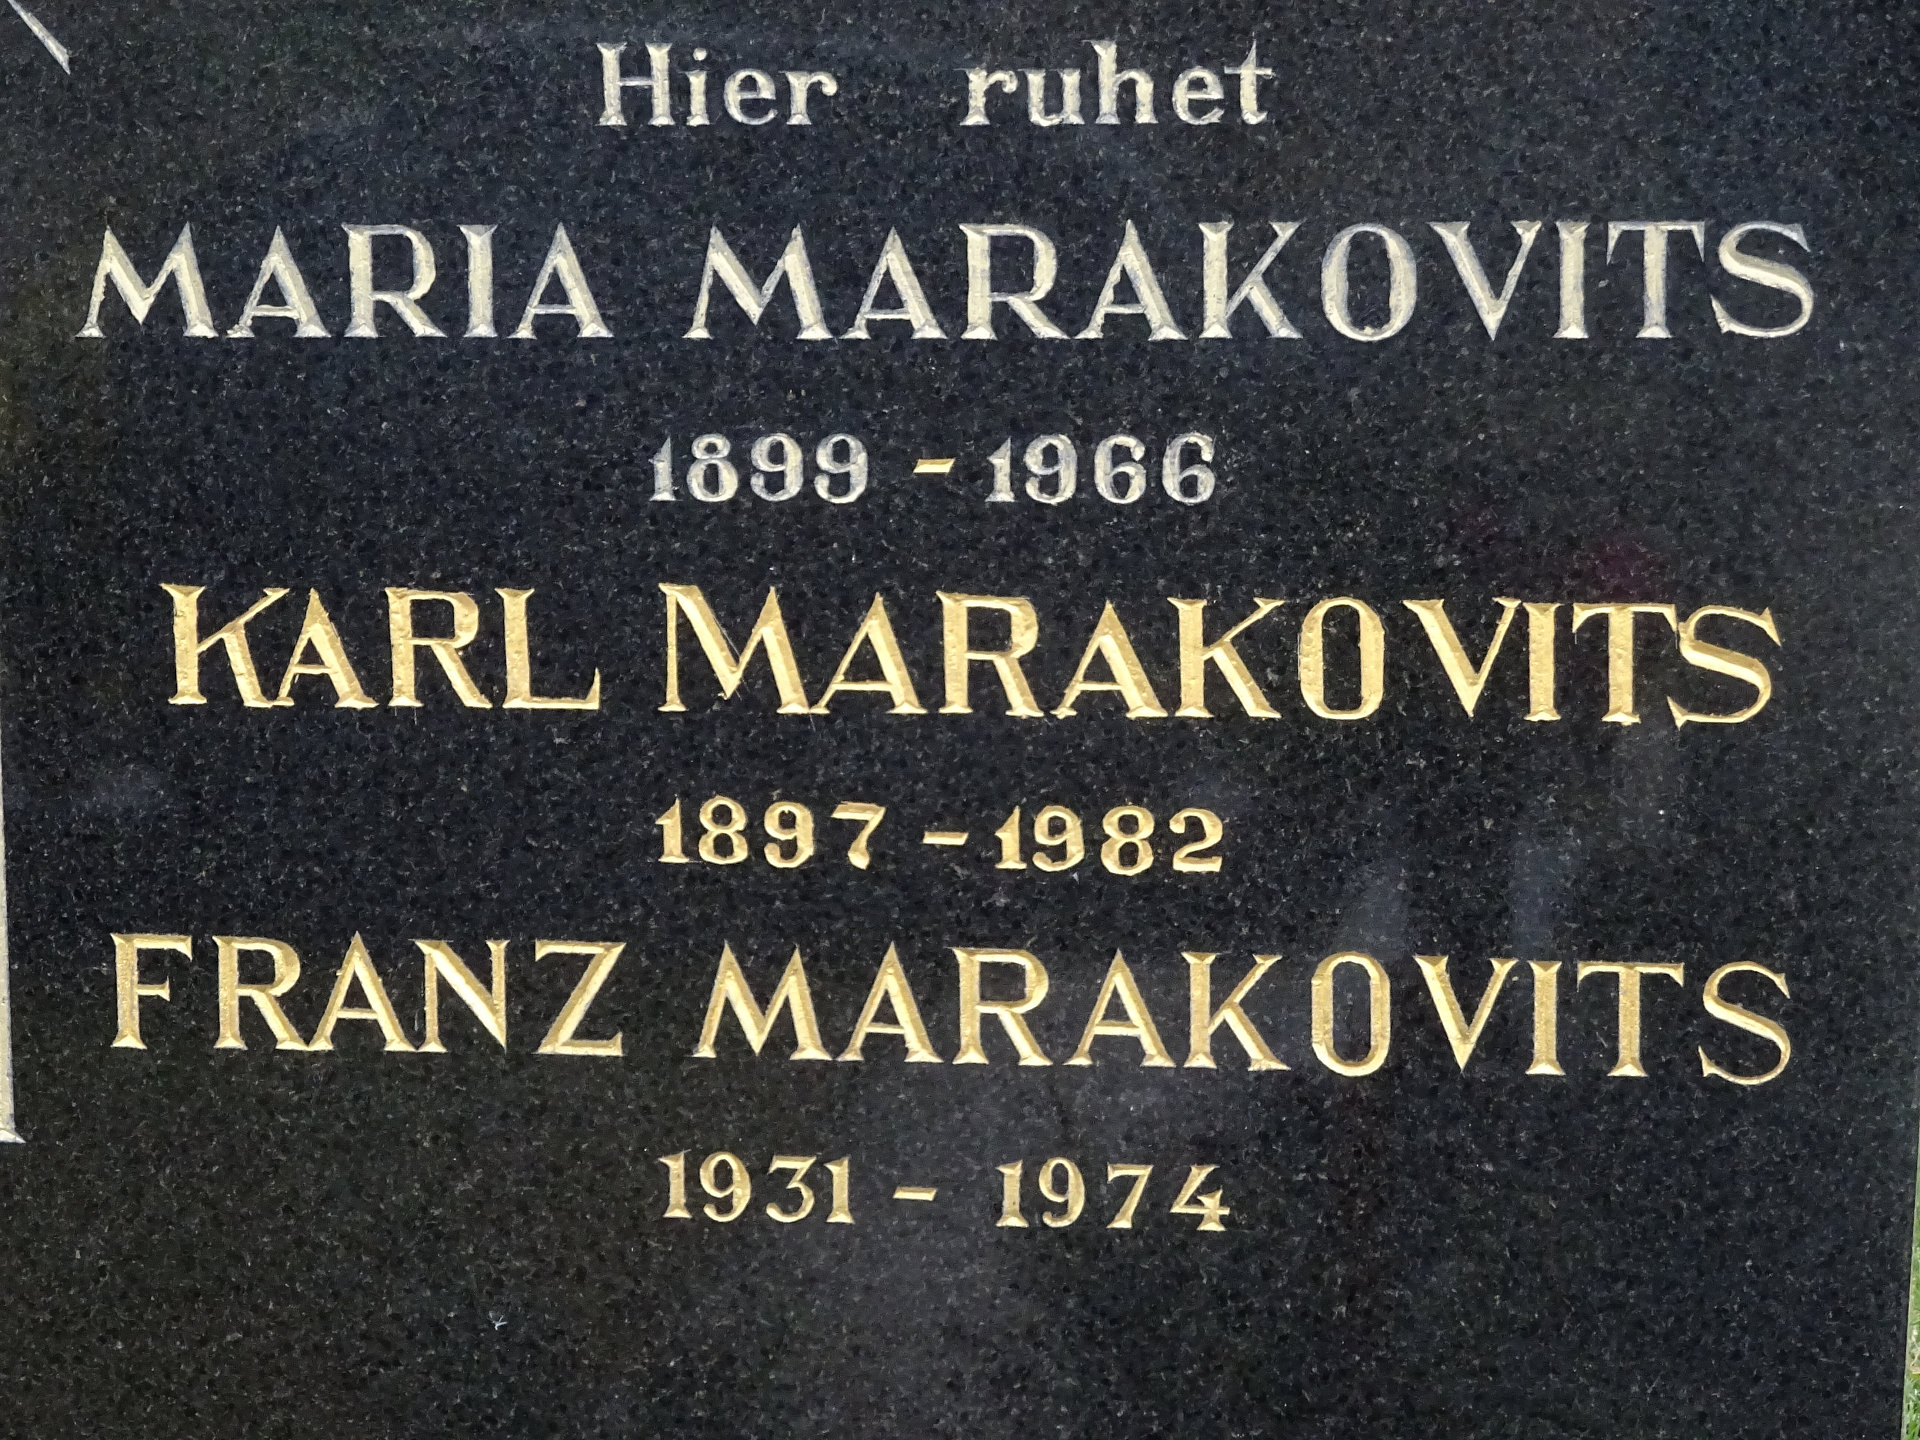 Hier ruhet
MARIA MARAKOVITS
1899 - 1966
KARL MARAKOVITS
1897 - 1982
FRANZ MARAKOVITS
1931 - 1974